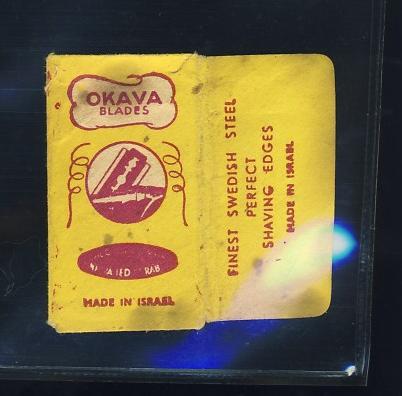 OKAVA
BLADES
MADE IN ISRAEL
FINEST SWEDISH STEEL
PERFECT
SHAVING EDGES
MADE IN ISRAEL